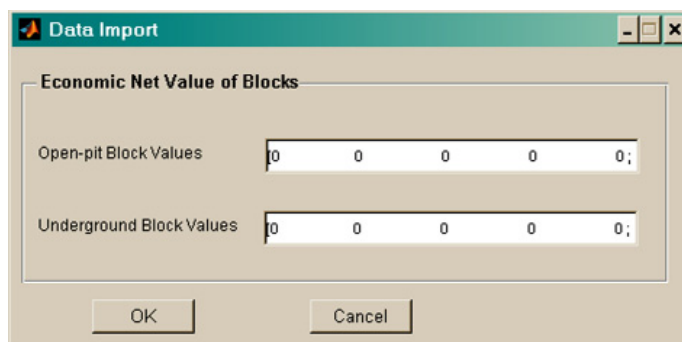 Data Import
Economic Net Value of Blocks
Open-pit Block Values [0 0 0 0 0;
Underground Block Values [0 0 0 0 0;
OK Cancel